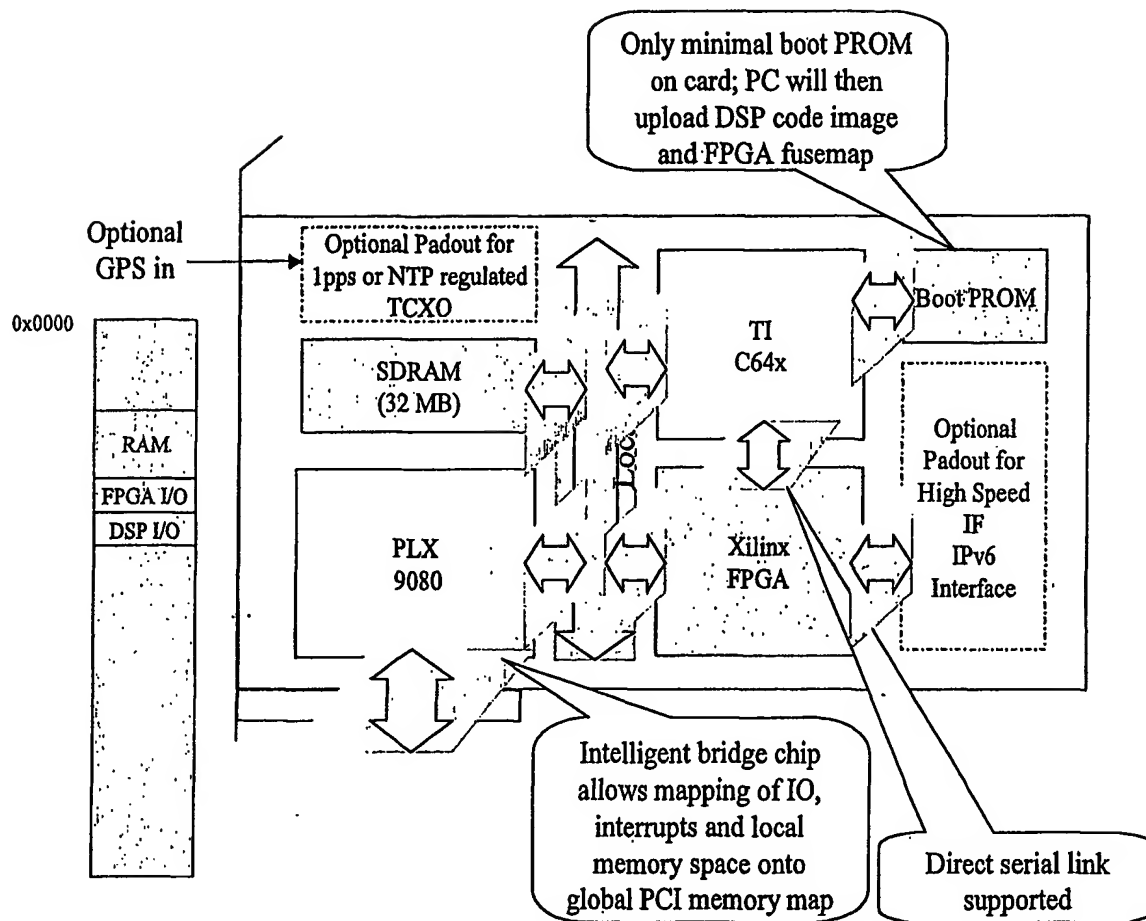 Only minimal boot PROM
on card; PC will then
upload DSP code image
and FPGA fusemap
Optional
GPS in
Optional Padout for
1pps or NTP regulated
TCXO
0x0000
SDRAM
(32 MB)
TI
C64x
Boot PROM
RAM
FPGA I/O
DSP I/O
PLX
9080
Xilinx
FPGA
Optional
Padout for
High Speed
IF
IPv6
Interface
Intelligent bridge chip
allows mapping of IO,
interrupts and local
memory space onto
global PCI memory map
Direct serial link
supported